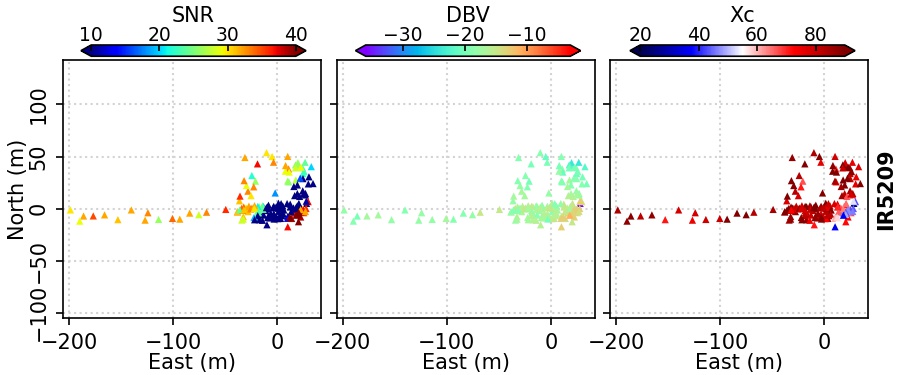 SNR DBV Xc
10 20 30 40 −30 −20 −10 20 40 60 80
North (m)
100
50
0
−50
−100
IR5209
−200 −100 0 −200 −100 0 −200 −100 0
East (m) East (m) East (m)